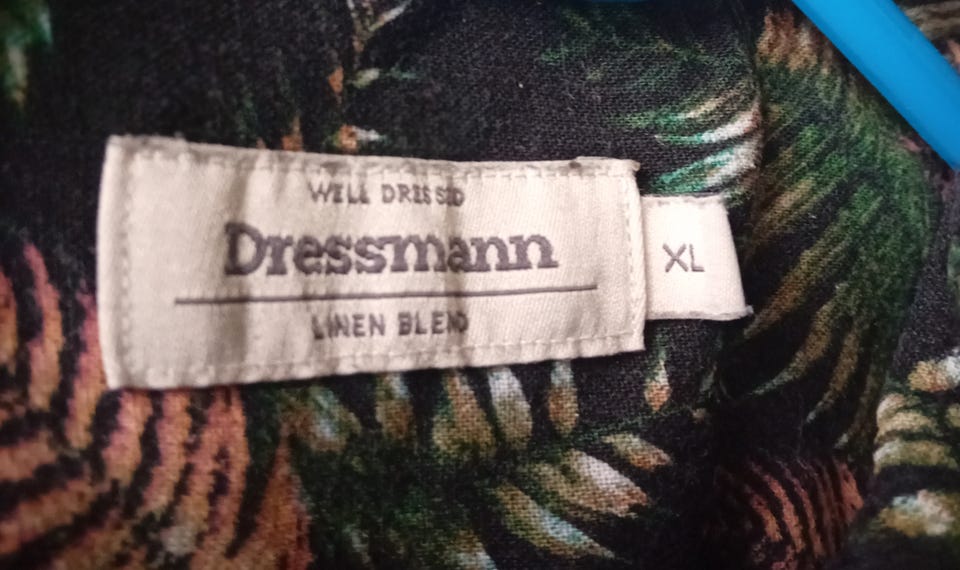 WELL DRESSED
Dressmann
XL
LINEN BLEND